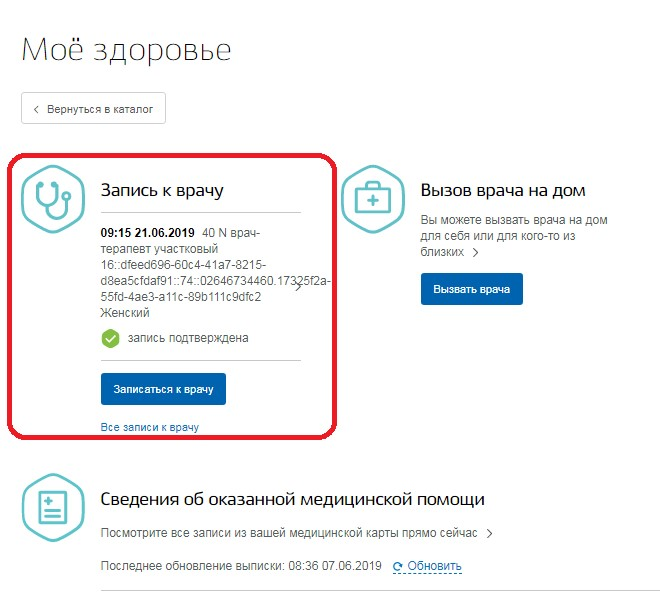 Моё здоровье
Вернуться в каталог
Запись к врачу
09:15 21.06.2019 40 N врач-
терапевт участковый
16::dfeed696-60c4-41a7-8215-
d8ea5cfdaf91::74::02646734460.17325f2a-
55fd-4ae3-a11c-89b111c9dfc2
Женский
запись подтверждена
Записаться к врачу
Все записи к врачу
Вызов врача на дом
Вы можете вызвать врача на дом
для себя или для кого-то из
близких
Вызвать врача
Сведения об оказанной медицинской помощи
Посмотрите все записи из вашей медицинской карты прямо сейчас
Последнее обновление выписки: 08:36 07.06.2019 Обновить